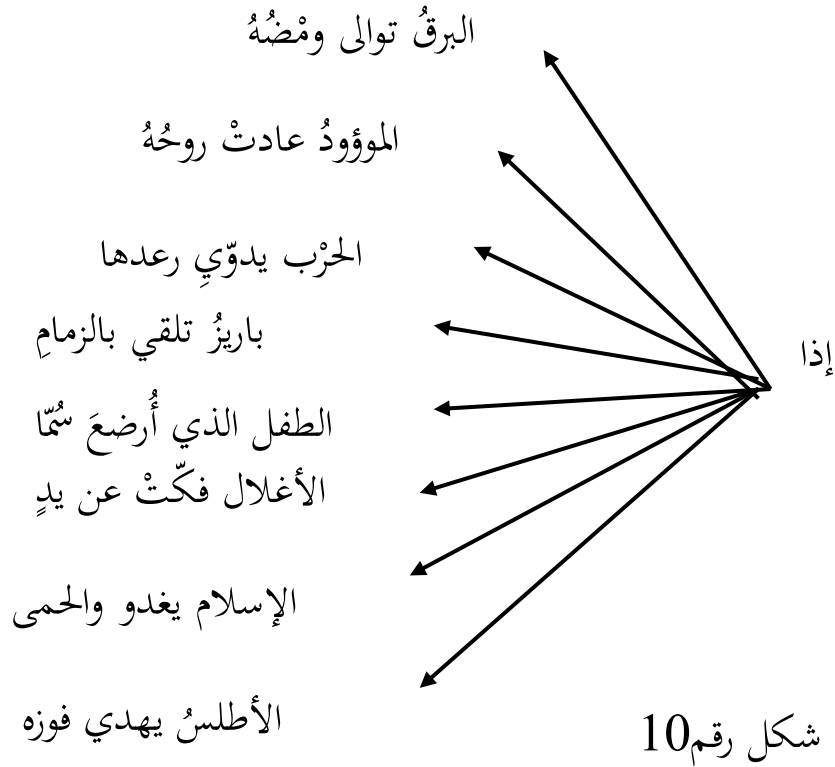 البرقُ توالى ومْضُهُ
الموؤودُ عادتْ روحُهُ
الحرْب يدوّيِ رعدها
باريزُ تلقي بالزمامِ
إذا
الطفل الذي أُرضعَ سُمّا
الأغلال فكّتْ عن يدٍ
الإسلام يغدو والحمى
الأطلسُ يهدي فوزه
شكل رقم10